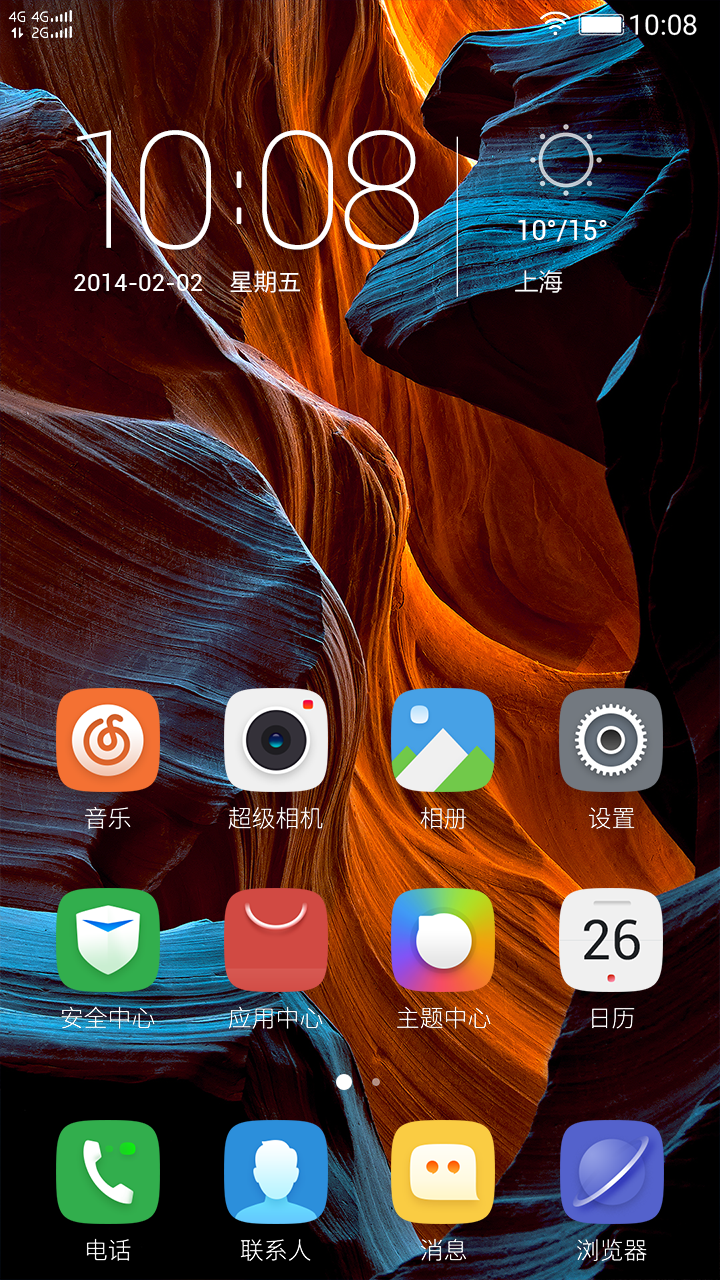 4G 4G
2G
10:08
10:08
10°/15°
2014-02-02 星期五
上海
音乐 超级相机 相册 设置
26
安全中心 应用中心 主题中心 日历
电话 联系人 消息 浏览器